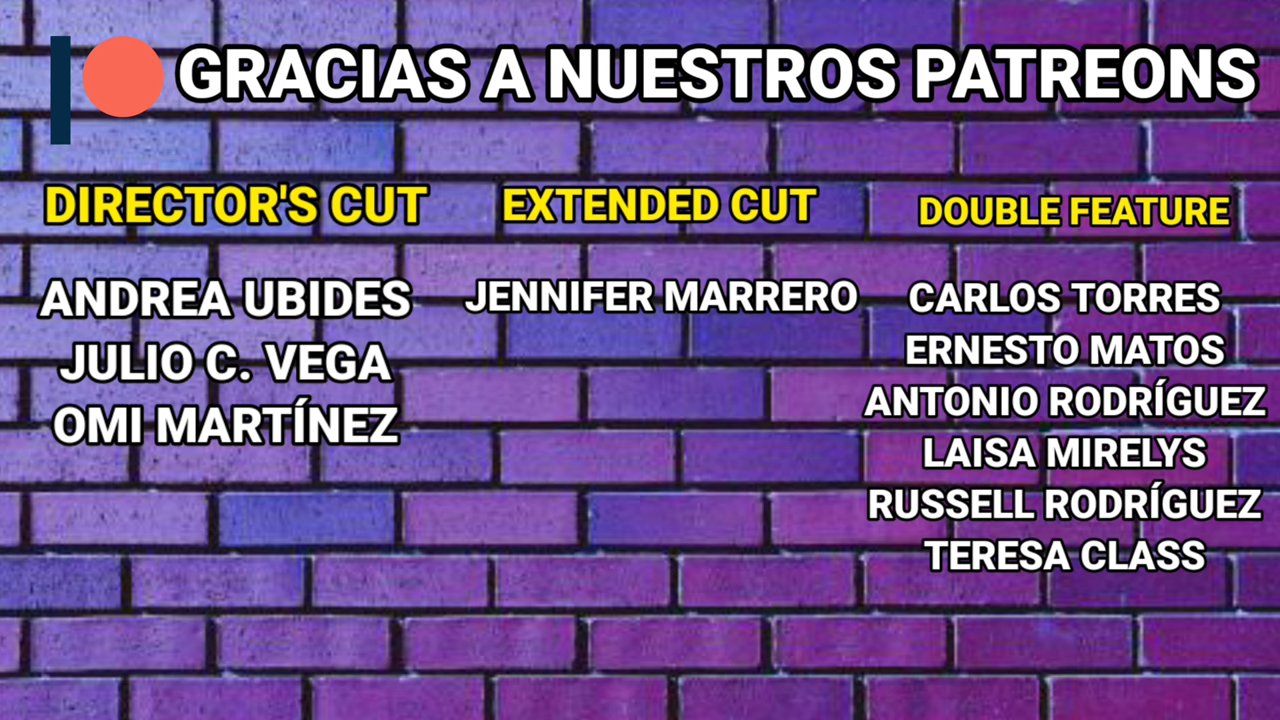 GRACIAS A NUESTROS PATREONS
DIRECTOR'S CUT
ANDREA UBIDES
JULIO C. VEGA
OMI MARTÍNEZ
EXTENDED CUT
JENNIFER MARRERO
DOUBLE FEATURE
CARLOS TORRES
ERNESTO MATOS
ANTONIO RODRÍGUEZ
LAISA MIRELYS
RUSSELL RODRÍGUEZ
TERESA CLASS